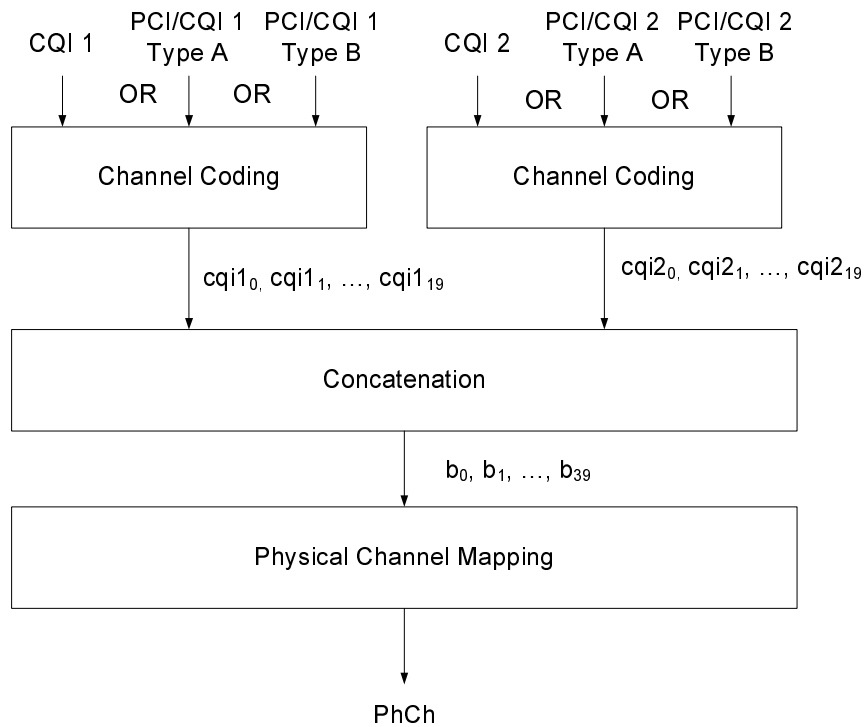 CQI 1
PCI/CQI 1
Type A
PCI/CQI 1
Type B
CQI 2
PCI/CQI 2
Type A
PCI/CQI 2
Type B
OR
OR
OR
OR
Channel Coding
Channel Coding
cqi1₀, cqi1₁, …, cqi1₁₉
cqi2₀, cqi2₁, …, cqi2₁₉
Concatenation
b₀, b₁, …, b₃₉
Physical Channel Mapping
PhCh